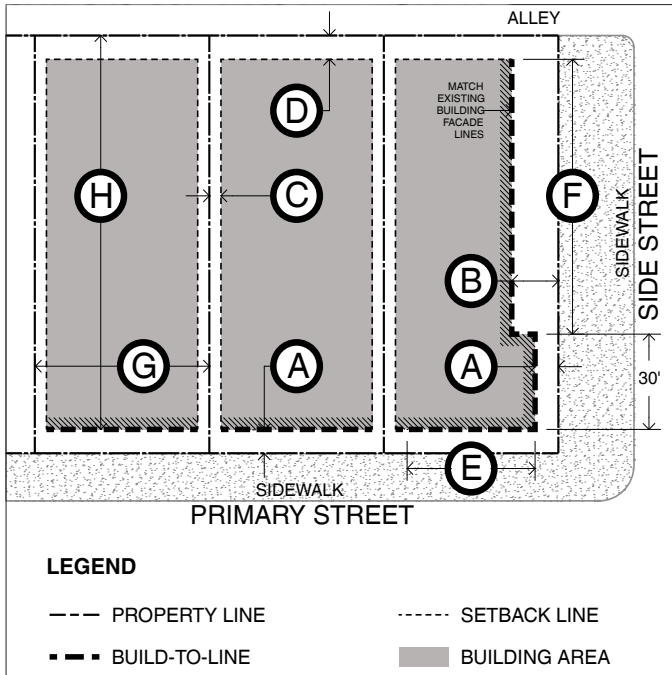 ALLEY
MATCH
EXISTING
BUILDING
FACADE
LINES
D
H
C
F
B
G
A
A
E
30'
SIDEWALK
SIDE STREET
SIDEWALK
PRIMARY STREET
LEGEND
PROPERTY LINE
SETBACK LINE
BUILD-TO-LINE
BUILDING AREA